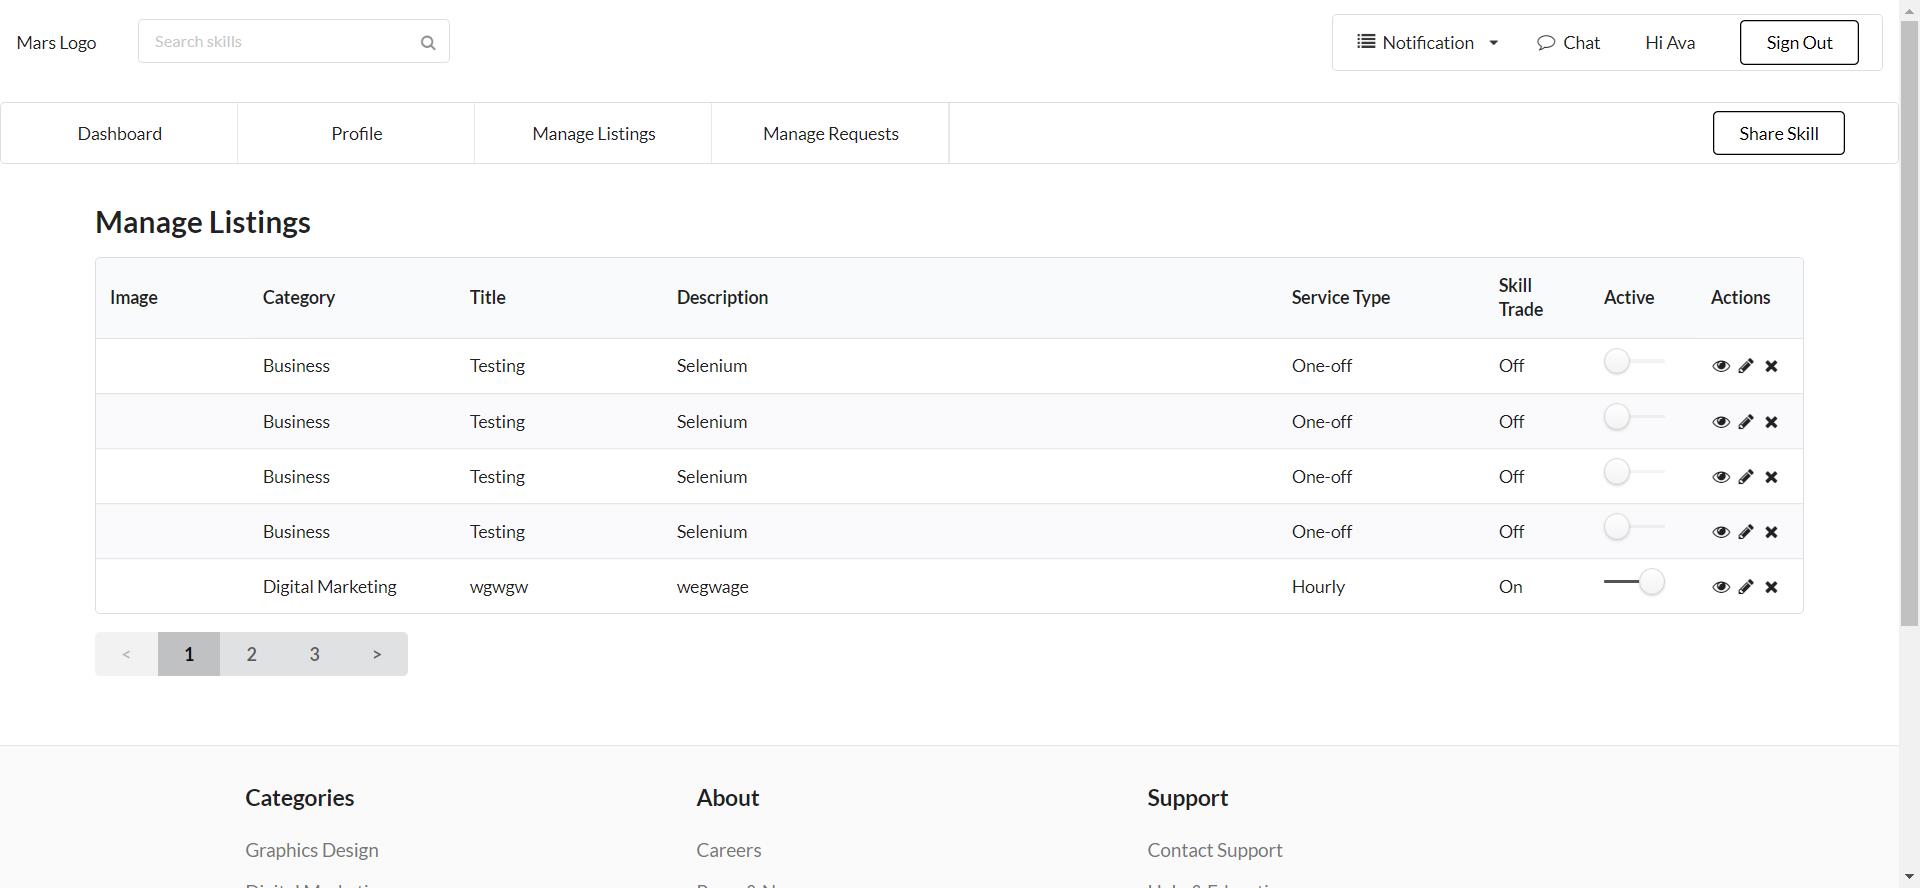 Mars Logo Search skills Notification Chat Hi Ava Sign Out
Dashboard Profile Manage Listings Manage Requests Share Skill
Manage Listings
Image Category Title Description Service Type Skill Trade Active Actions
Business Testing Selenium One-off Off
Business Testing Selenium One-off Off
Business Testing Selenium One-off Off
Business Testing Selenium One-off Off
Digital Marketing wgwgw wegwage Hourly On
< 1 2 3 >
Categories About Support
Graphics Design Careers Contact Support